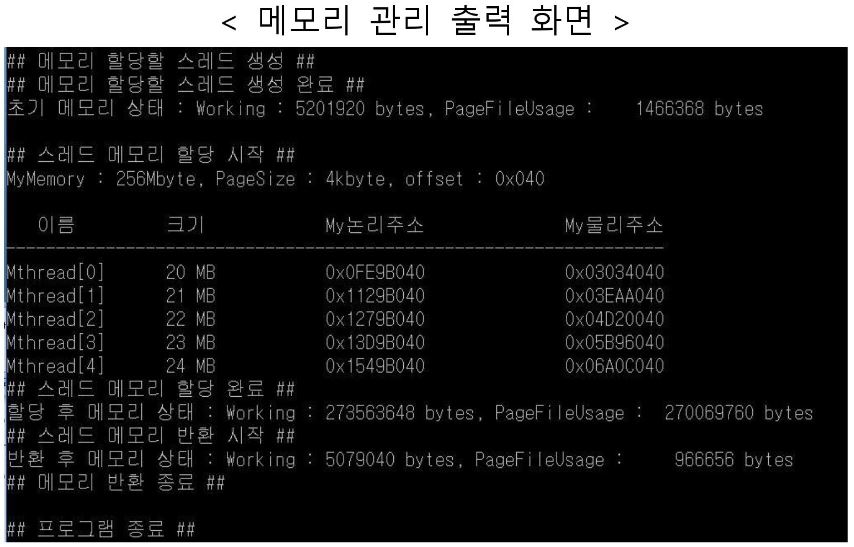 < 메모리 관리 출력 화면 >
## 메모리 할당할 스레드 생성 ##
## 메모리 할당할 스레드 생성 완료 ##
초기 메모리 상태 : Working : 5201920 bytes, PageFileUsage :    1466368 bytes
## 스레드 메모리 할당 시작 ##
MyMemory : 256Mbyte, PageSize : 4kbyte, offset : 0x040
이름 크기 My논리주소 My물리주소
Mthread[0] 20 MB 0x0FE9B040 0x03034040
Mthread[1] 21 MB 0x1129B040 0x03EAA040
Mthread[2] 22 MB 0x1279B040 0x04D20040
Mthread[3] 23 MB 0x13D9B040 0x05B96040
Mthread[4] 24 MB 0x1549B040 0x06A0C040
## 스레드 메모리 할당 완료 ##
할당 후 메모리 상태 : Working : 273563648 bytes, PageFileUsage :  270069760 bytes
## 스레드 메모리 반환 시작 ##
반환 후 메모리 상태 : Working : 5079040 bytes, PageFileUsage :     966656 bytes
## 메모리 반환 종료 ##
## 프로그램 종료 ##